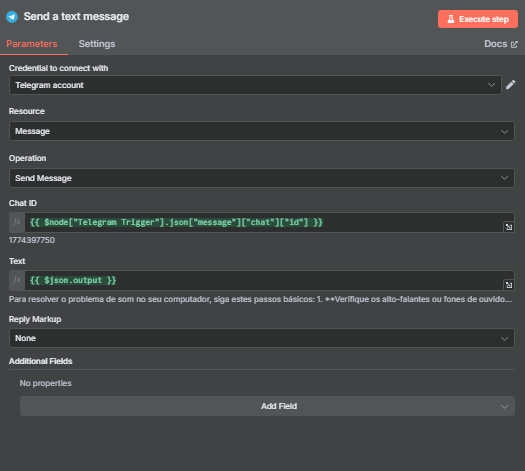 Send a text message
Execute step
Parameters
Settings
Docs
Credential to connect with
Telegram account
Resource
Message
Operation
Send Message
Chat ID
fx
{{ $node["Telegram Trigger"].json["message"]["chat"]["id"] }}
1774397750
Text
fx
{{ $json.output }}
Para resolver o problema de som no seu computador, siga estes passos básicos: 1. **Verifique os alto-falantes ou fones de ouvido...
Reply Markup
None
Additional Fields
No properties
Add Field